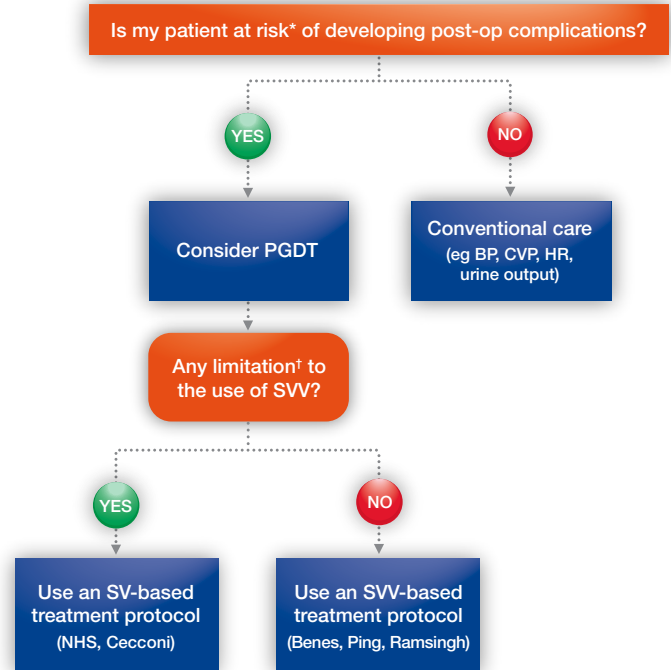 Is my patient at risk* of developing post-op complications?
YES
NO
Consider PGDT
Conventional care
(eg BP, CVP, HR,
urine output)
Any limitation† to
the use of SVV?
YES
NO
Use an SV-based
treatment protocol
(NHS, Cecconi)
Use an SVV-based
treatment protocol
(Benes, Ping, Ramsingh)